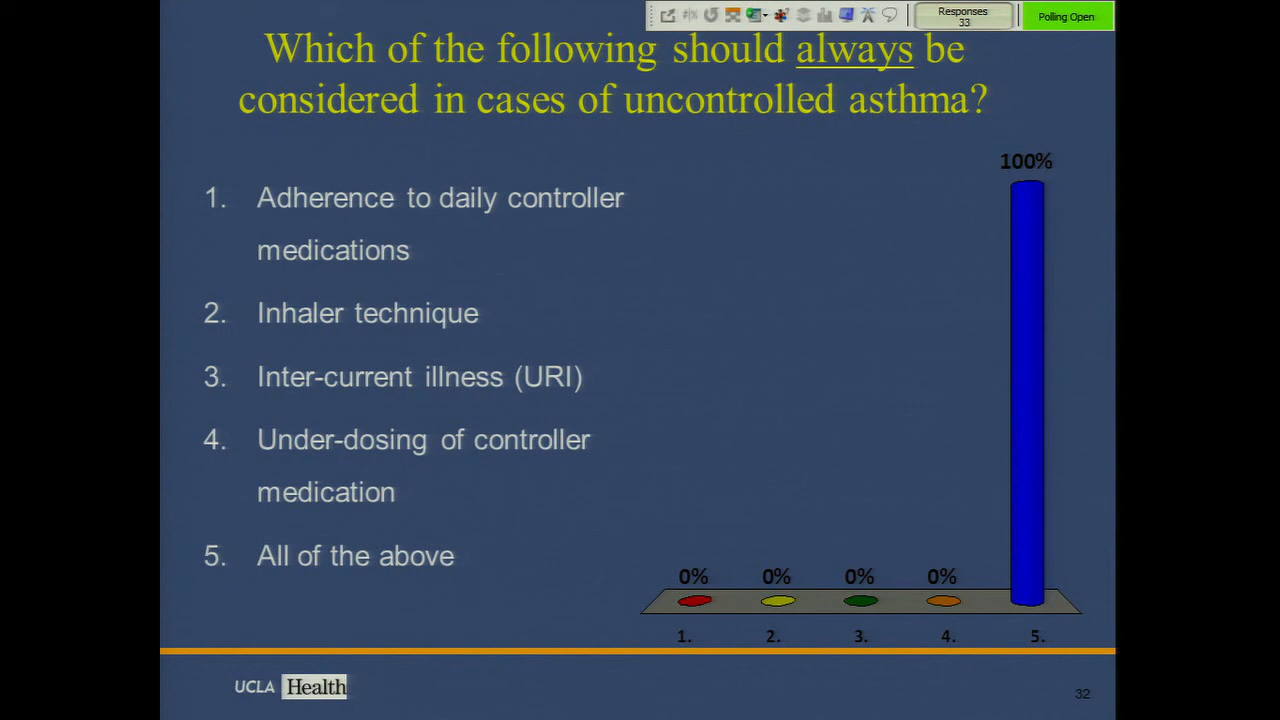 Responses
33
Polling Open
Which of the following should always be
considered in cases of uncontrolled asthma?
1. Adherence to daily controller
medications
2. Inhaler technique
3. Inter-current illness (URI)
4. Under-dosing of controller
medication
5. All of the above
100%
0% 0% 0% 0%
1. 2. 3. 4. 5.
UCLA Health
32